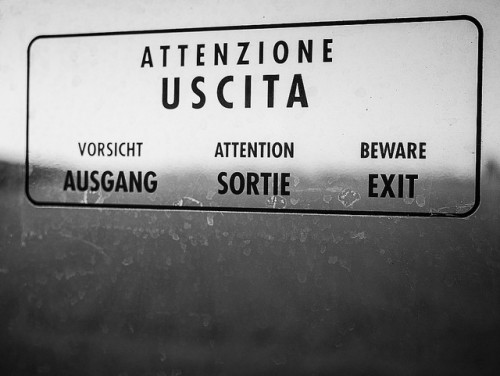 ATTENZIONE
USCITA
VORSICHT ATTENTION BEWARE
AUSGANG SORTIE EXIT